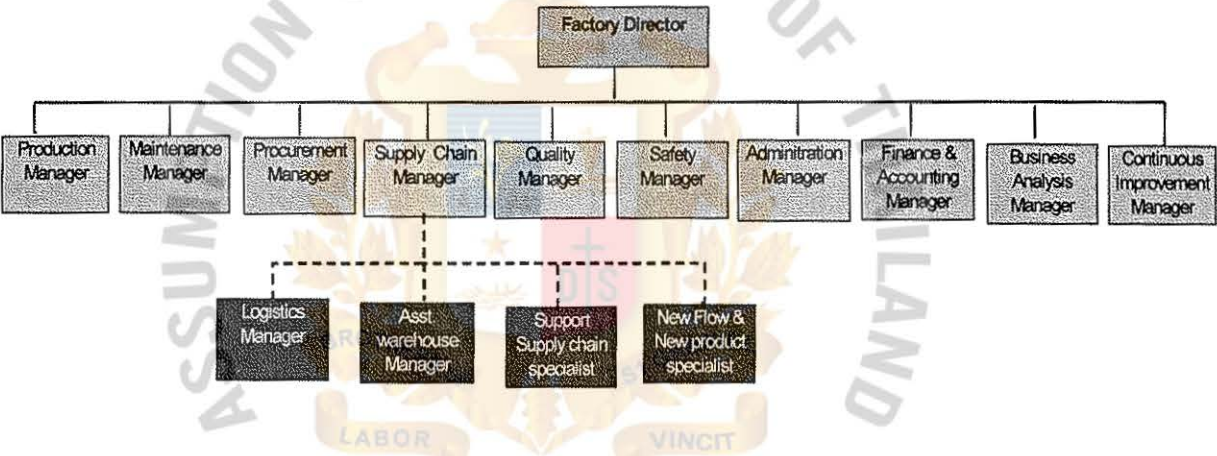 Factory Director
Production
Manager
Maintenance
Manager
Procurement
Manager
Supply Chain
Manager
Quality
Manager
Safety
Manager
Adminitration
Manager
Finance &
Accounting
Manager
Business
Analysis
Manager
Continuous
Improvement
Manager
Logistics
Manager
Asst
warehouse
Manager
Support
Supply chain
specialist
New Flow &
New product
specialist
OF THAILAND
DS
LABOR
VINCIT